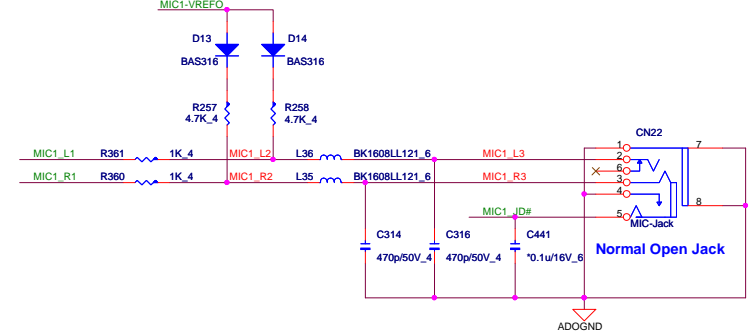 MIC1-VREFO
D13 D14
BAS316 BAS316
R257 R258
4.7K_4 4.7K_4
CN22
MIC1_L1 R361 1K_4 MIC1_L2 L36 BK1608LL121_6 MIC1_L3
MIC1_R1 R360 1K_4 MIC1_R2 L35 BK1608LL121_6 MIC1_R3
1 7
2
6
3
4 8
MIC1_JD# 5
MIC-Jack
C314 C316 C441
470p/50V_4 470p/50V_4 *0.1u/16V_6
Normal Open Jack
ADOGND